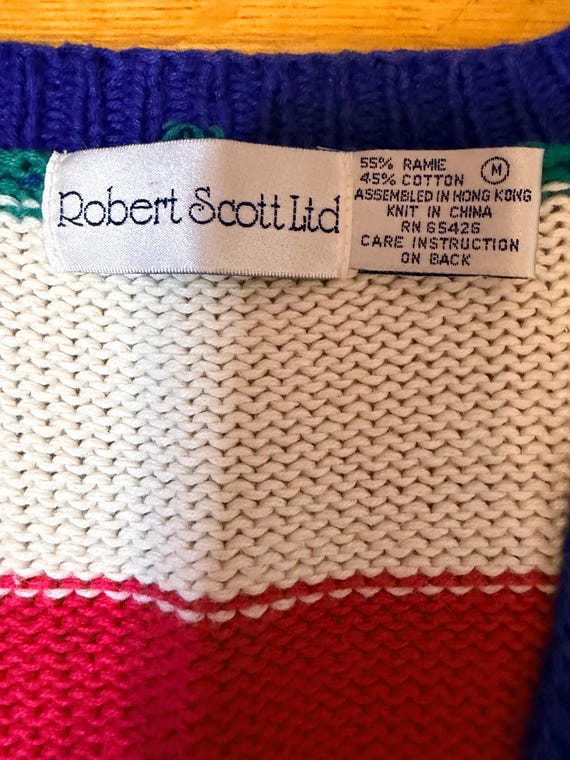 Robert Scott Ltd
55% RAMIE
45% COTTON
M
ASSEMBLED IN HONG KONG
KNIT IN CHINA
RN 65426
CARE INSTRUCTION
ON BACK